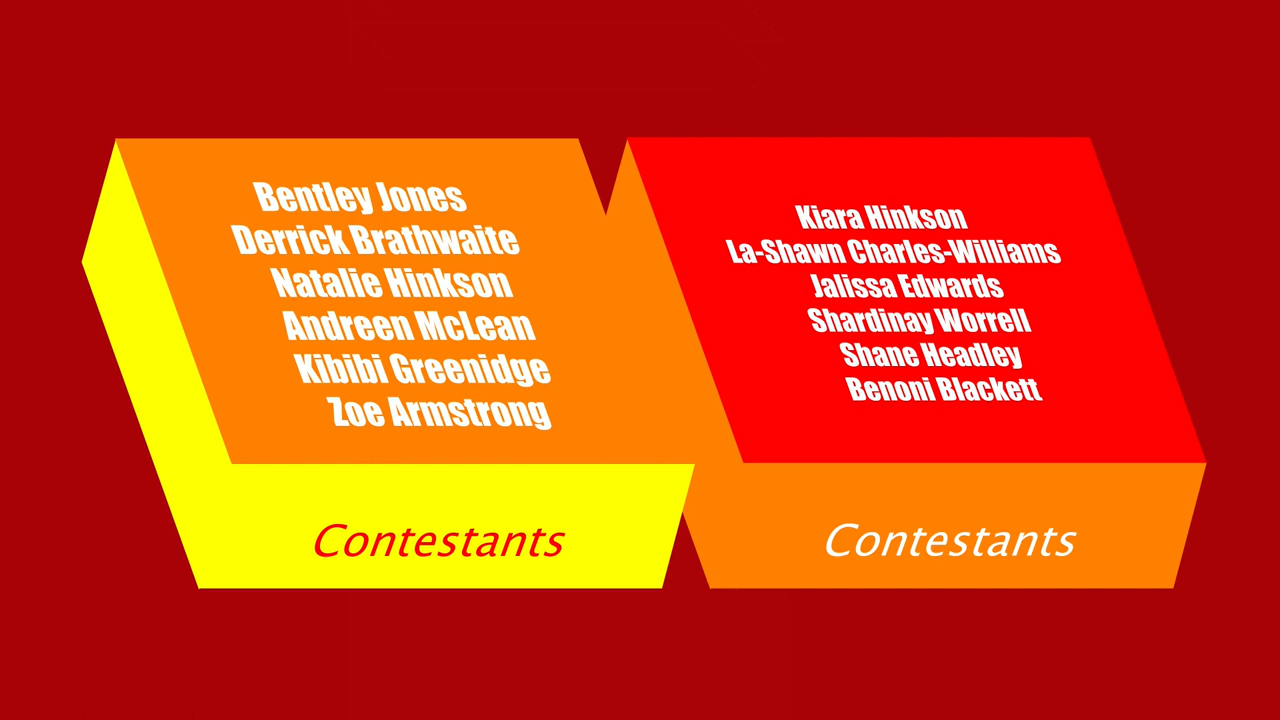 Bentley Jones
Derrick Brathwaite
Natalie Hinkson
Andreen McLean
Kibibi Greenidge
Zoe Armstrong
Contestants
Kiara Hinkson
La-Shawn Charles-Williams
Jalissa Edwards
Shardinay Worrell
Shane Headley
Benoni Blackett
Contestants